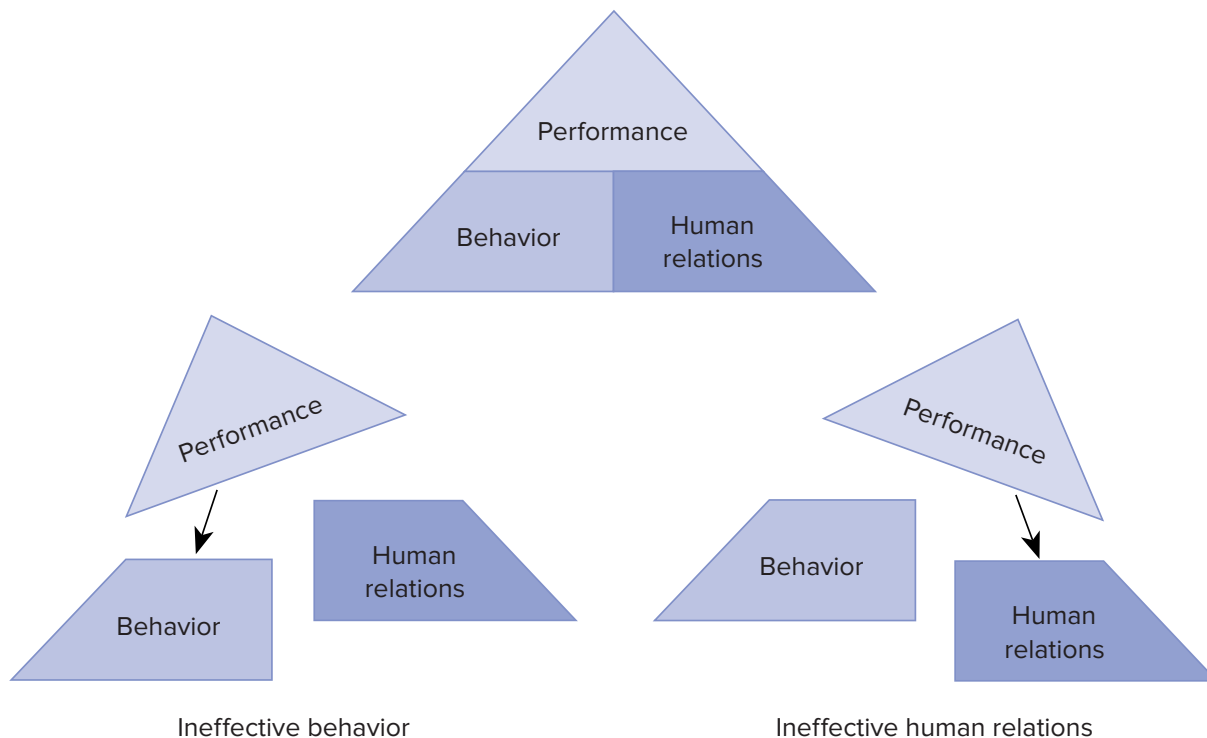 Performance
Behavior
Human
relations
Performance
Human
relations
Behavior
Ineffective behavior
Performance
Behavior
Human
relations
Ineffective human relations